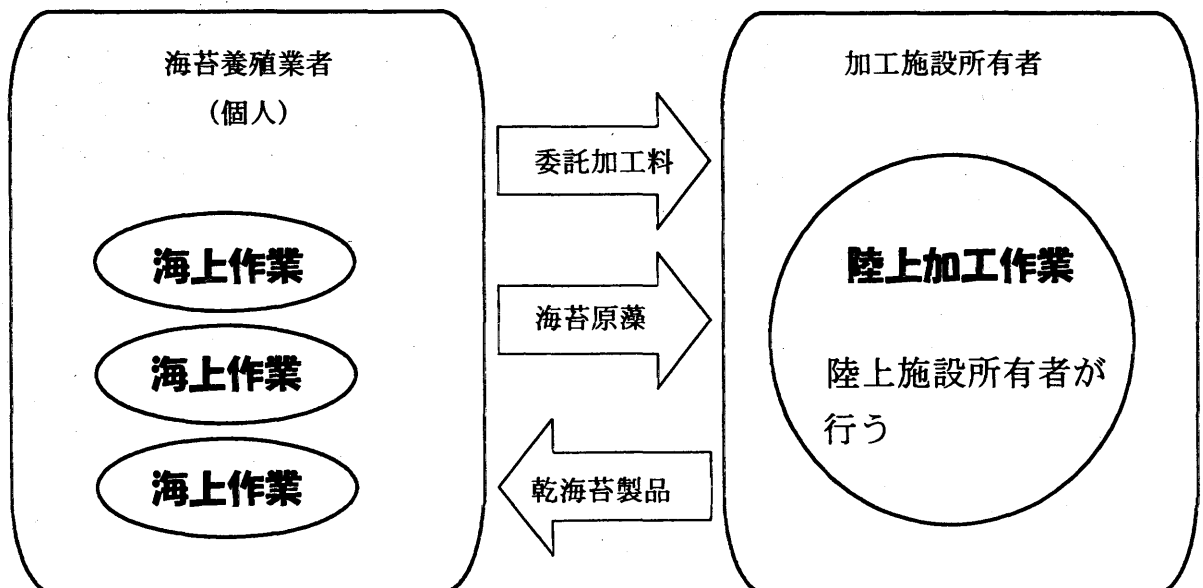 海苔養殖業者
（個人）
海上作業
海上作業
海上作業
委託加工料
海苔原藻
乾海苔製品
加工施設所有者
陸上加工作業
陸上施設所有者が
行う